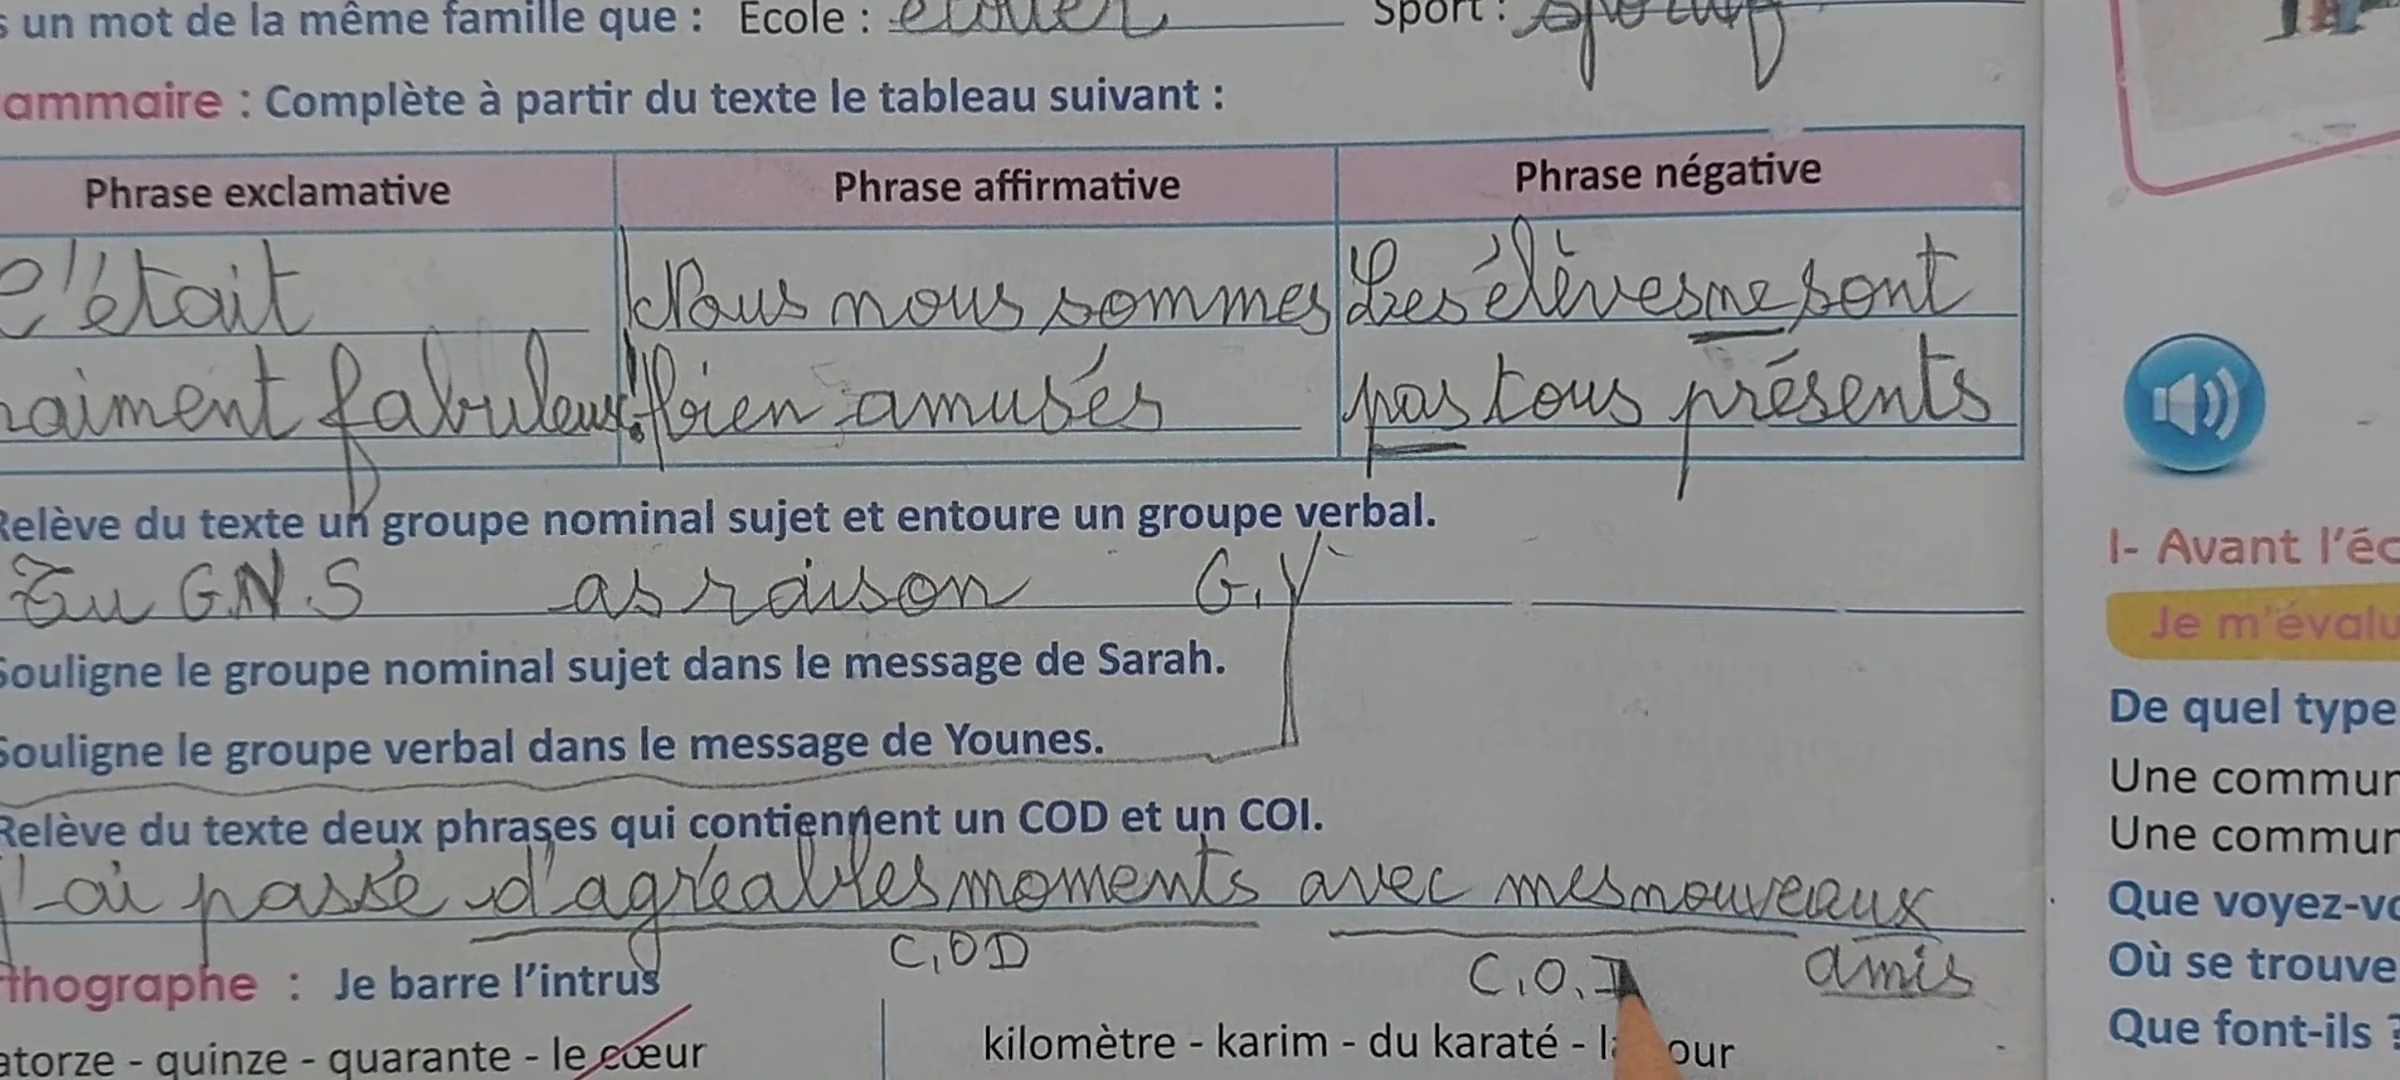 s un mot de la même famille que : Ecole : écolier Sport : sportif
ammaire : Complète à partir du texte le tableau suivant :
Phrase exclamative Phrase affirmative Phrase négative
c'était Nous nous sommes Les élèves ne sont
raiment fabuleux! bien amusés pas tous présents
Relève du texte un groupe nominal sujet et entoure un groupe verbal.
Tu G.N.S as raison G.V
Souligne le groupe nominal sujet dans le message de Sarah.
Souligne le groupe verbal dans le message de Younes.
Relève du texte deux phrases qui contiennent un COD et un COI.
J'ai passé d'agréables moments avec mes nouveaux
C.OD C.O.I amis
thographe : Je barre l'intrus
atorze - quinze - quarante - le cœur kilomètre - karim - du karaté - our
I- Avant l'éc
Je m'évalu
De quel type
Une commun
Une commun
Que voyez-vo
Où se trouve
Que font-ils ?